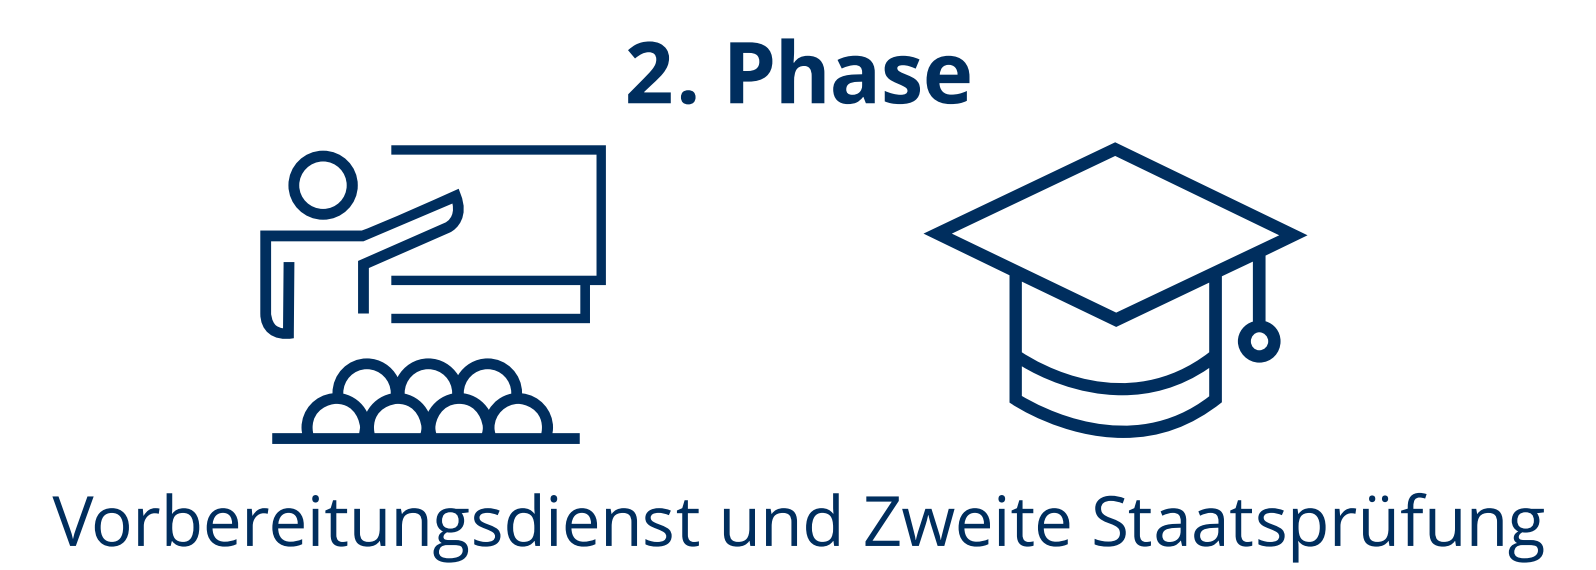 2. Phase
Vorbereitungsdienst und Zweite Staatsprüfung